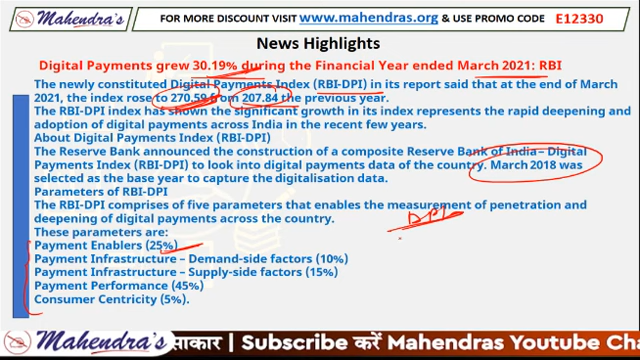 Mahendra's
FOR MORE DISCOUNT VISIT www.mahendras.org & USE PROMO CODE E12330
News Highlights
Digital Payments grew 30.19% during the Financial Year ended March 2021: RBI
The newly constituted Digital Payments Index (RBI-DPI) in its report said that at the end of March
2021, the index rose to 270.59 from 207.84 the previous year.
The RBI-DPI index has shown the significant growth in its index represents the rapid deepening and
adoption of digital payments across India in the recent few years.
About Digital Payments Index (RBI-DPI)
The Reserve Bank announced the construction of a composite Reserve Bank of India – Digital
Payments Index (RBI-DPI) to look into digital payments data of the country. March 2018 was
selected as the base year to capture the digitalisation data.
Parameters of RBI-DPI
The RBI-DPI comprises of five parameters that enables the measurement of penetration and
deepening of digital payments across the country.
DPI
These parameters are:
Payment Enablers (25%)
Payment Infrastructure – Demand-side factors (10%)
Payment Infrastructure – Supply-side factors (15%)
Payment Performance (45%)
Consumer Centricity (5%).
Mahendra's साकार | Subscribe करें Mahendras Youtube Cha